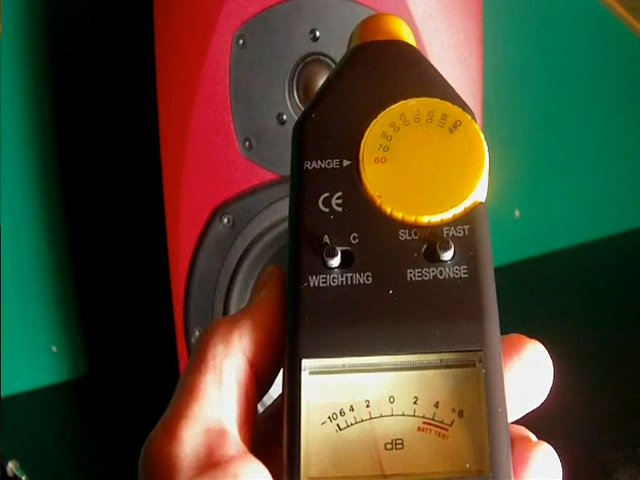 OFF
BATT
120
110
100
90
80
70
60
RANGE ►
CE
A C
WEIGHTING
SLOW FAST
RESPONSE
-10 6 4 2 0 2 4 +6
BATT TEST
dB